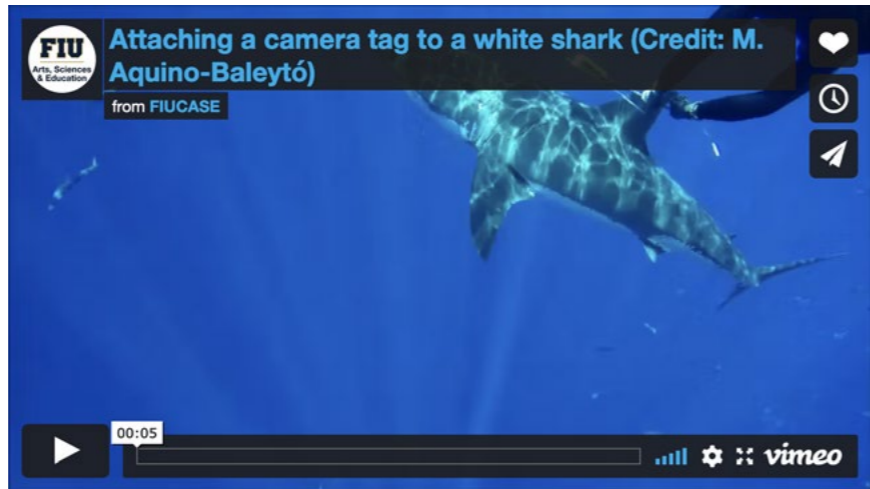 FIU
Arts, Sciences
& Education
Attaching a camera tag to a white shark (Credit: M.
Aquino-Baleytó)
from FIUCASE
00:05
vimeo